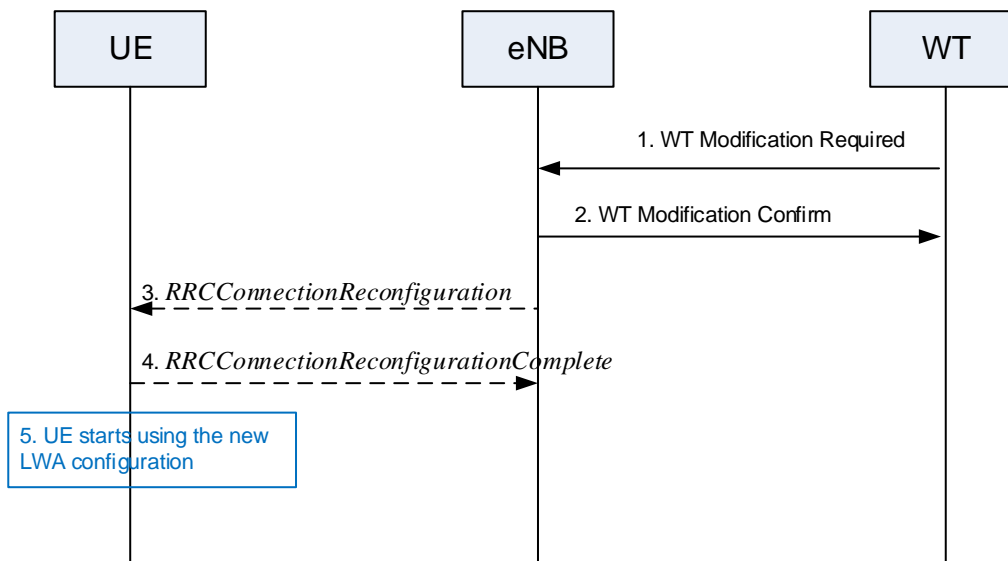 UE
eNB
WT
1. WT Modification Required
2. WT Modification Confirm
3. RRCConnectionReconfiguration
4. RRCConnectionReconfigurationComplete
5. UE starts using the new
LWA configuration